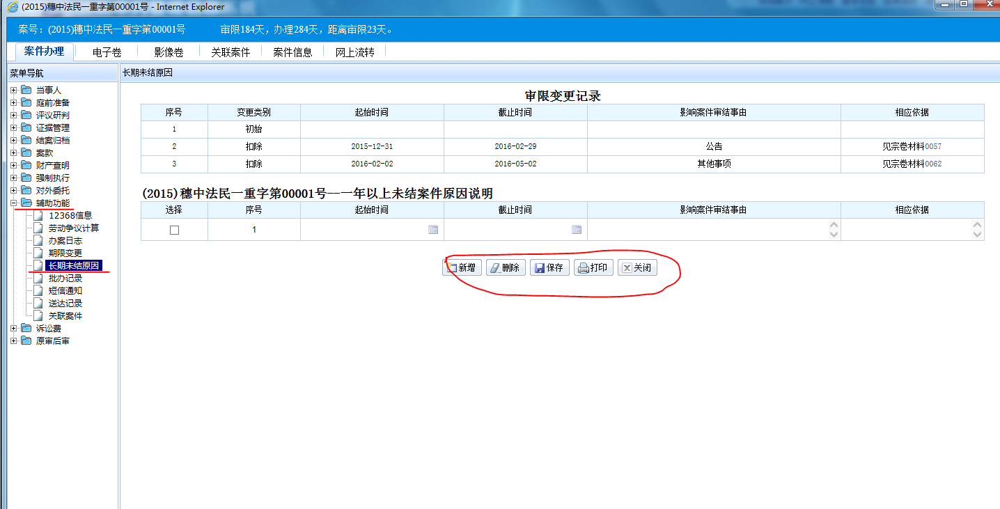 (2015)穗中法民一重字第00001号 - Internet Explorer
案号：(2015)穗中法民一重字第00001号 审限184天，办理284天，距离审限23天。
案件办理 电子卷 影像卷 关联案件 案件信息 网上流转
菜单导航
当事人
庭前准备
评议研判
证据管理
结案归档
案款
财产查明
强制执行
对外委托
辅助功能
12368信息
劳动争议计算
办案日志
期限变更
长期未结原因
批办记录
短信通知
送达记录
关联案件
诉讼费
原审后审
长期未结原因
审限变更记录
序号 变更类别 起始时间 截止时间 影响案件审结事由 相应依据
1 初始
2 扣除 2015-12-31 2016-02-29 公告 见宗卷材料0057
3 扣除 2016-02-02 2016-05-02 其他事项 见宗卷材料0062
(2015)穗中法民一重字第00001号--一年以上未结案件原因说明
选择 序号 起始时间 截止时间 影响案件审结事由 相应依据
1
新增 删除 保存 打印 关闭